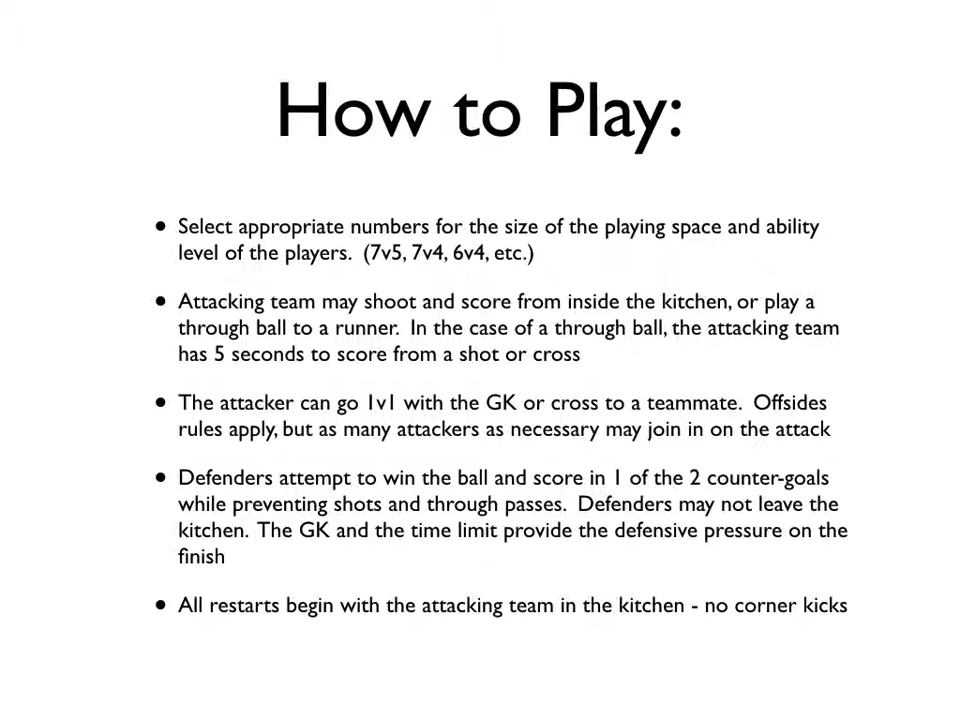 How to Play:
• Select appropriate numbers for the size of the playing space and ability
level of the players.  (7v5, 7v4, 6v4, etc.)
• Attacking team may shoot and score from inside the kitchen, or play a
through ball to a runner.  In the case of a through ball, the attacking team
has 5 seconds to score from a shot or cross
• The attacker can go 1v1 with the GK or cross to a teammate.  Offsides
rules apply, but as many attackers as necessary may join in on the attack
• Defenders attempt to win the ball and score in 1 of the 2 counter-goals
while preventing shots and through passes.  Defenders may not leave the
kitchen.  The GK and the time limit provide the defensive pressure on the
finish
• All restarts begin with the attacking team in the kitchen - no corner kicks